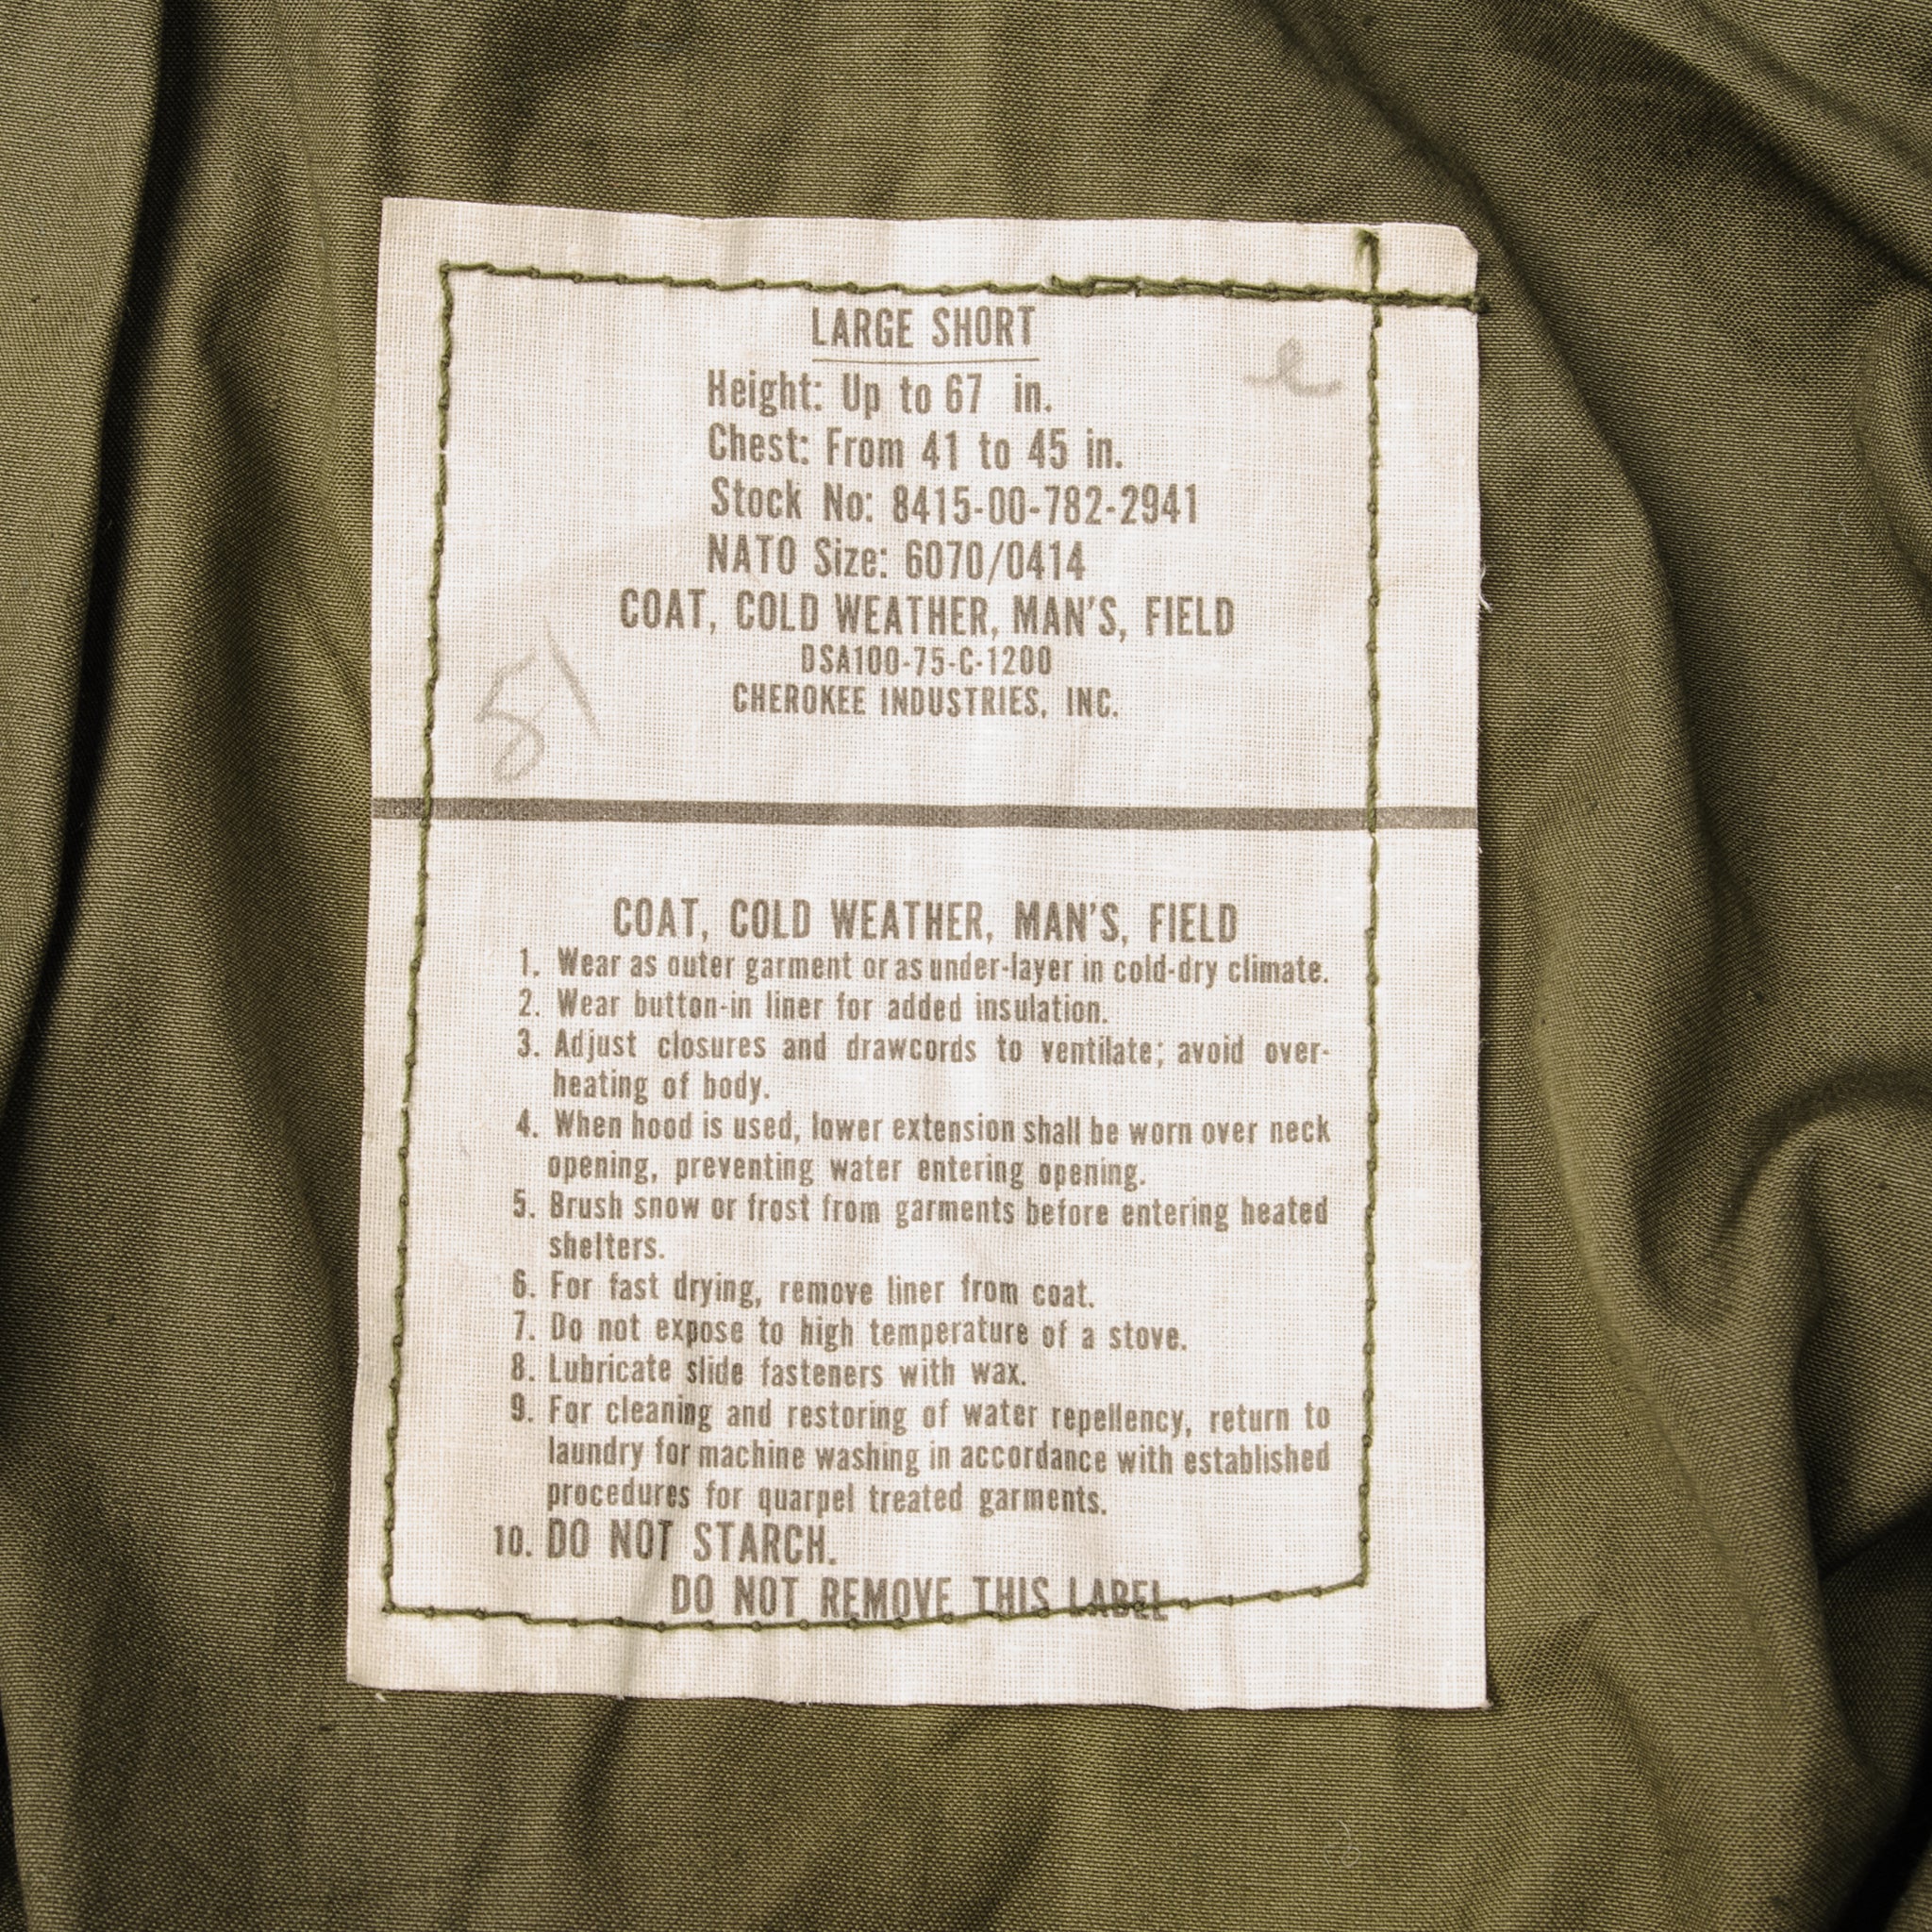 LARGE SHORT
e
Height: Up to 67 in.
Chest: From 41 to 45 in.
Stock No: 8415-00-782-2941
NATO Size: 6070/0414
COAT, COLD WEATHER, MAN'S, FIELD
DSA100-75-C-1200
CHEROKEE INDUSTRIES, INC.
COAT, COLD WEATHER, MAN'S, FIELD
1. Wear as outer garment or as under-layer in cold-dry climate.
2. Wear button-in liner for added insulation.
3. Adjust closures and drawcords to ventilate; avoid over-
heating of body.
4. When hood is used, lower extension shall be worn over neck
opening, preventing water entering opening.
5. Brush snow or frost from garments before entering heated
shelters.
6. For fast drying, remove liner from coat.
7. Do not expose to high temperature of a stove.
8. Lubricate slide fasteners with wax.
9. For cleaning and restoring of water repellency, return to
laundry for machine washing in accordance with established
procedures for quarpel treated garments.
10. DO NOT STARCH.
DO NOT REMOVE THIS LABEL